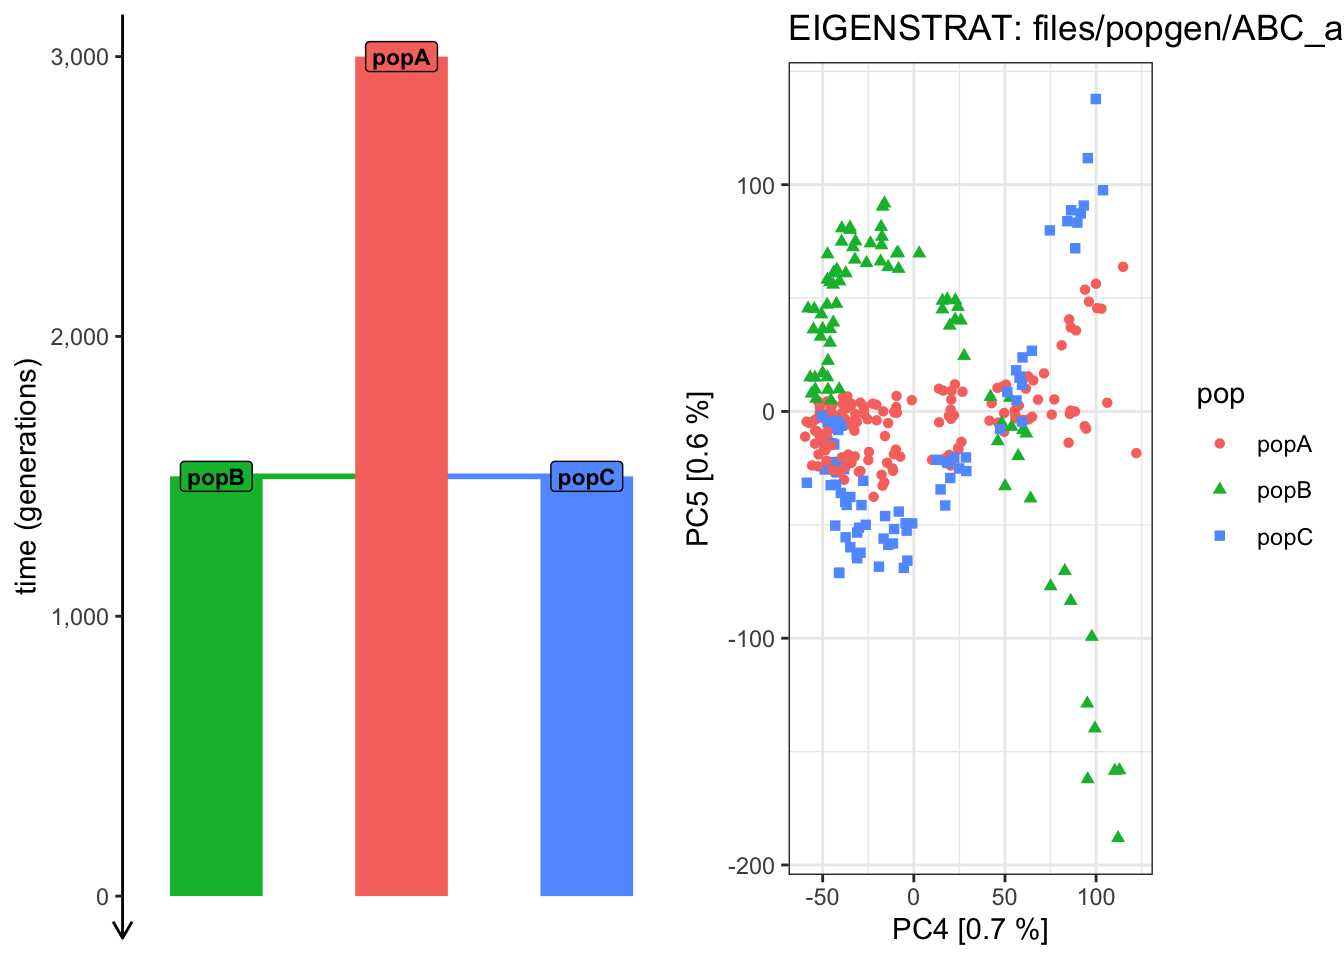 EIGENSTRAT: files/popgen/ABC_a
3,000
2,000
1,000
0
time (generations)
popA
popB
popC
100
0
-100
-200
PC5 [0.6 %]
-50
0
50
100
PC4 [0.7 %]
pop
popA
popB
popC